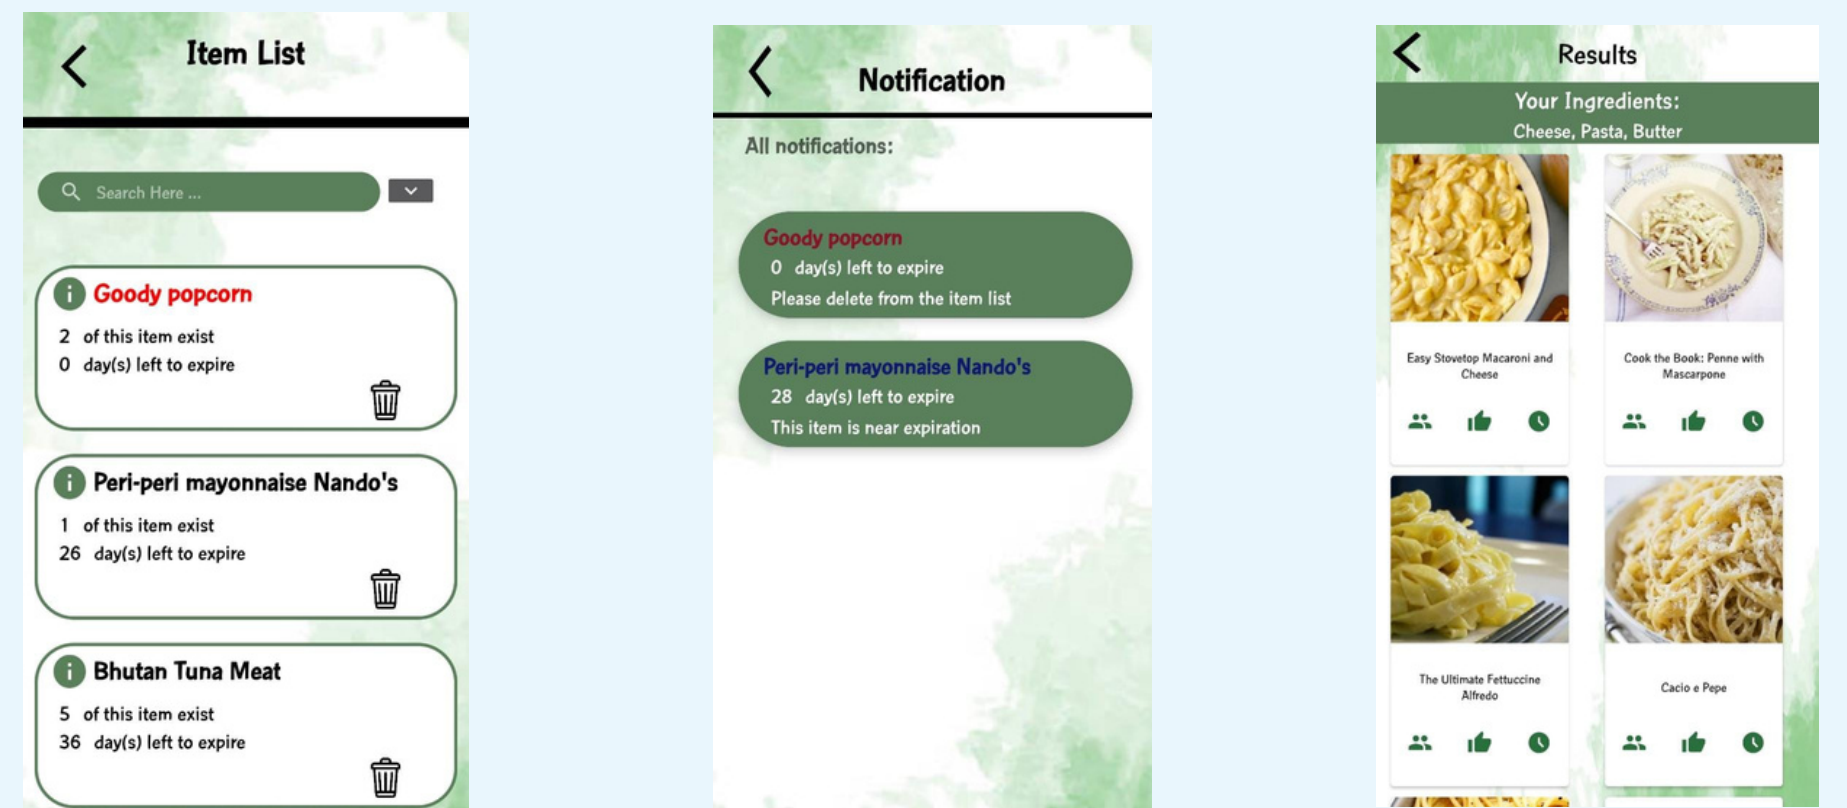 Item List
Search Here ...
Goody popcorn
2 of this item exist
0 day(s) left to expire
Peri-peri mayonnaise Nando's
1 of this item exist
26 day(s) left to expire
Bhutan Tuna Meat
5 of this item exist
36 day(s) left to expire
Notification
All notifications:
Goody popcorn
0 day(s) left to expire
Please delete from the item list
Peri-peri mayonnaise Nando's
28 day(s) left to expire
This item is near expiration
Results
Your Ingredients:
Cheese, Pasta, Butter
Easy Stovetop Macaroni and
Cheese
Cook the Book: Penne with
Mascarpone
The Ultimate Fettuccine
Alfredo
Cacio e Pepe